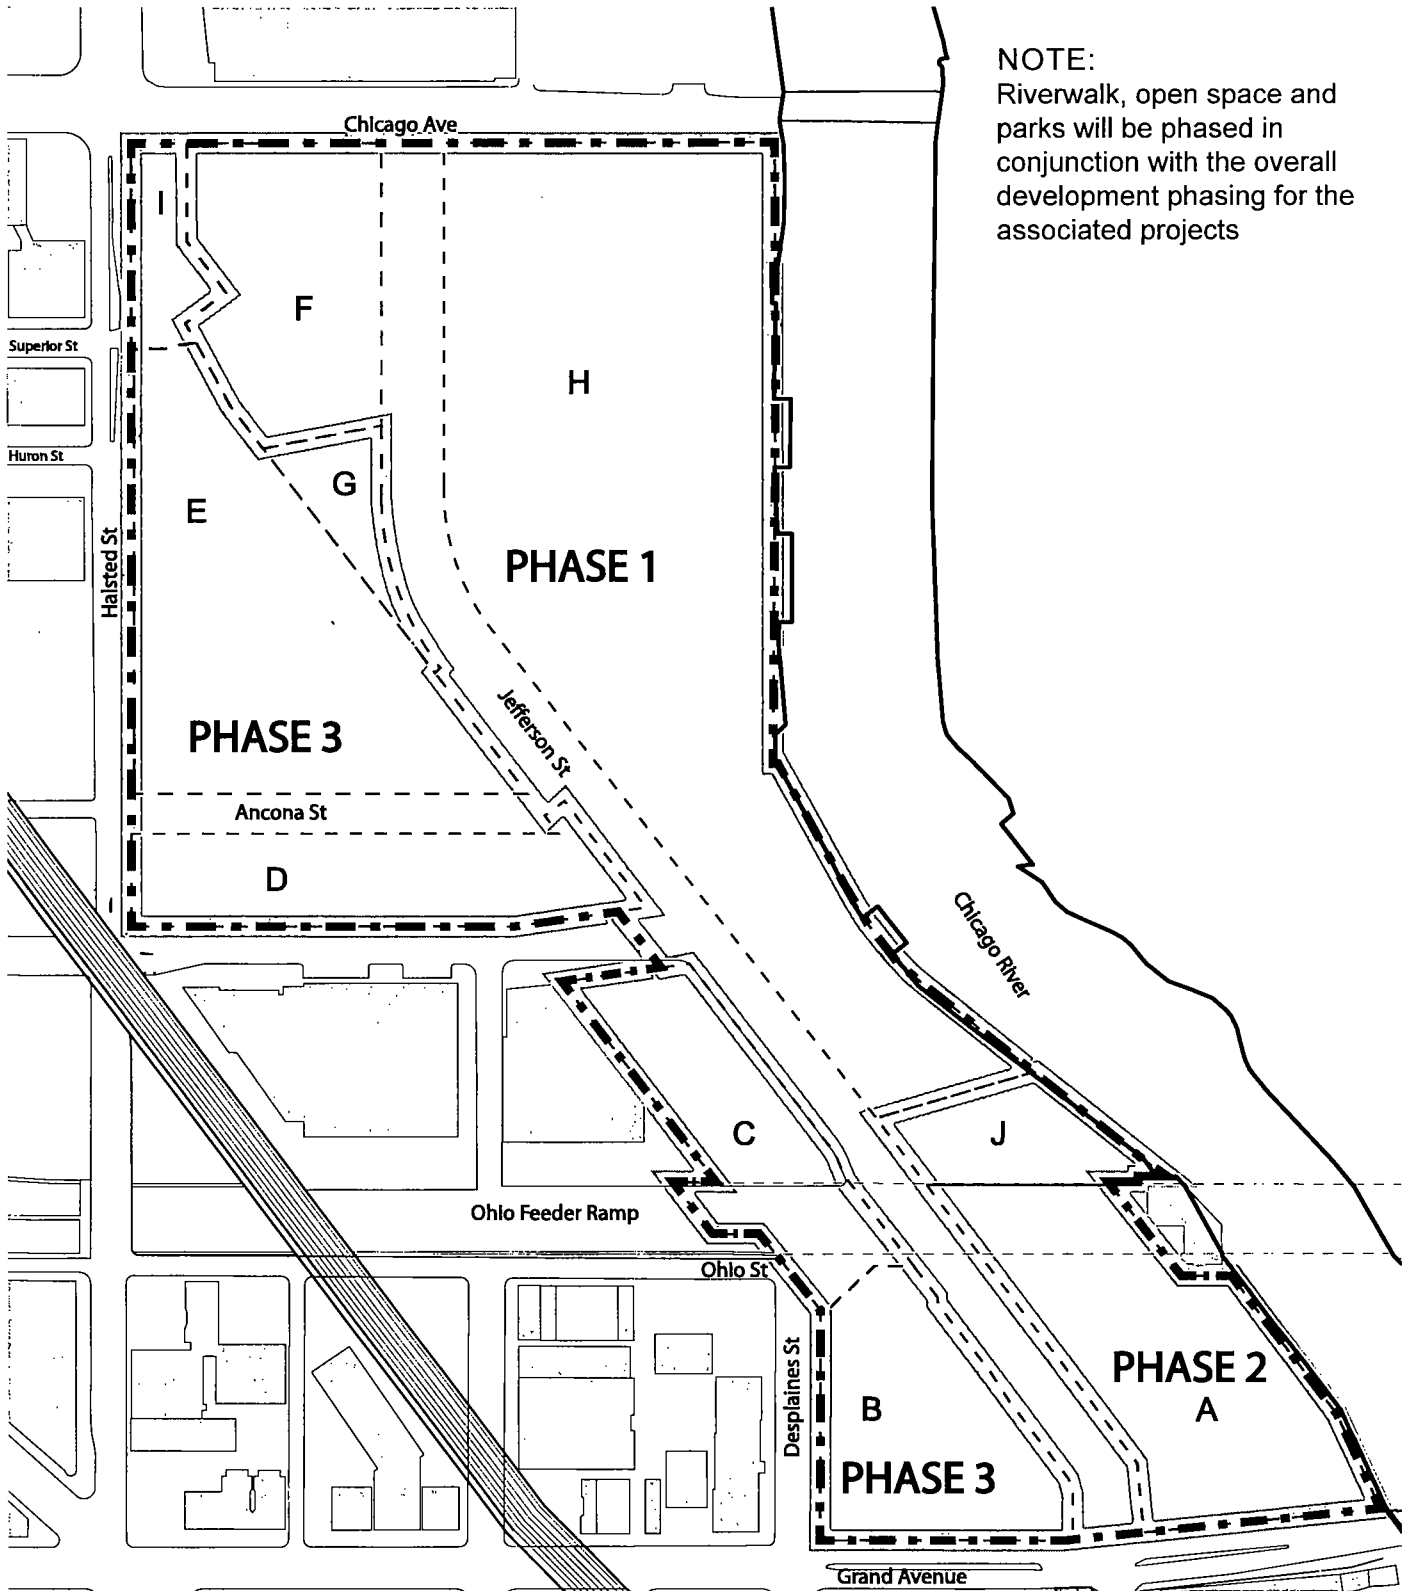 NOTE:
Riverwalk, open space and
parks will be phased in
conjunction with the overall
development phasing for the
associated projects
Chicago Ave
I
F
Superior St
H
Huron St
G
E
Halsted St
PHASE 1
PHASE 3
Jefferson St
Ancona St
D
Chicago River
C
J
Ohio Feeder Ramp
Ohio St
Desplaines St
PHASE 2
A
B
PHASE 3
Grand Avenue